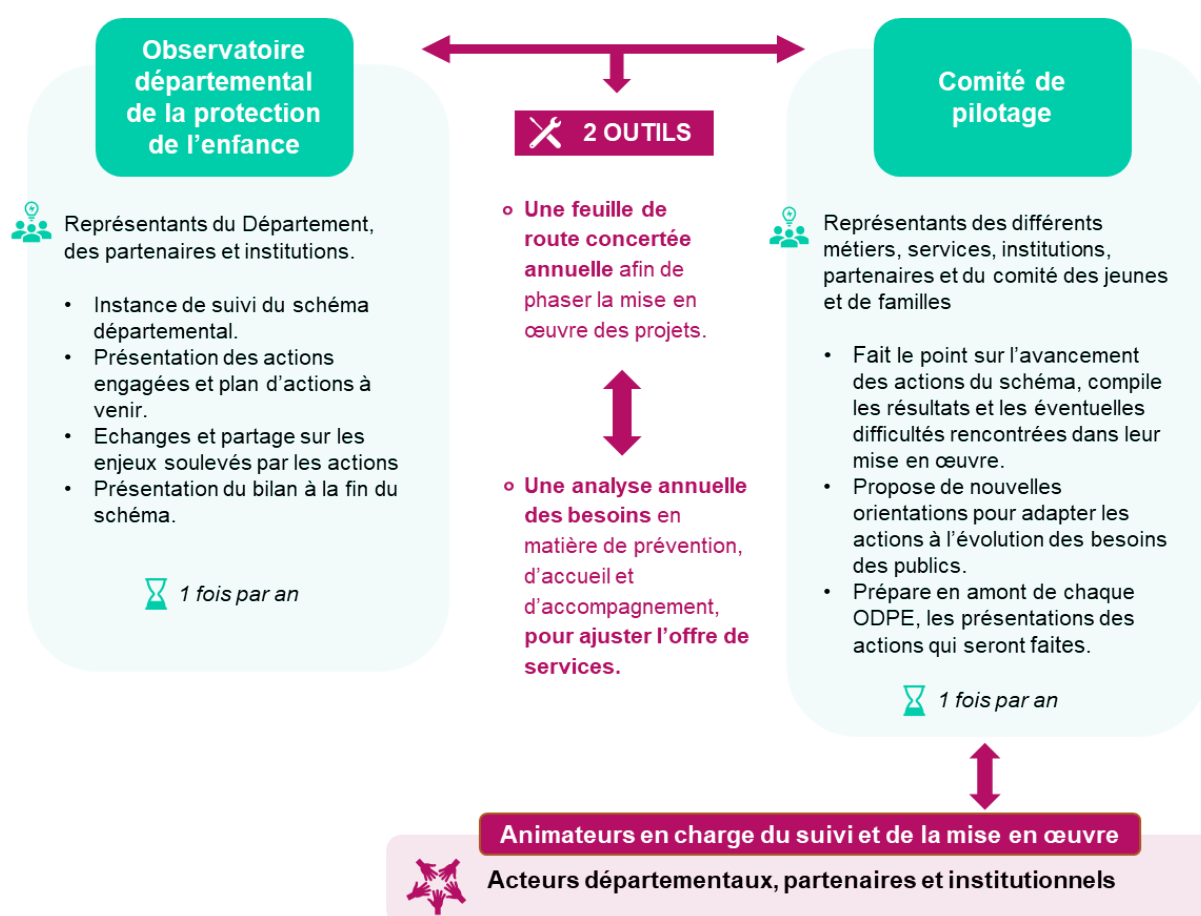 Observatoire
départemental
de la protection
de l’enfance
Représentants du Département,
des partenaires et institutions.
• Instance de suivi du schéma
départemental.
• Présentation des actions
engagées et plan d’actions à
venir.
• Echanges et partage sur les
enjeux soulevés par les actions
• Présentation du bilan à la fin du
schéma.
1 fois par an
2 OUTILS
Une feuille de
route concertée
annuelle afin de
phaser la mise en
œuvre des projets.
Une analyse annuelle
des besoins en
matière de prévention,
d’accueil et
d’accompagnement,
pour ajuster l’offre de
services.
Comité de
pilotage
Représentants des différents
métiers, services, institutions,
partenaires et du comité des jeunes
et de familles
• Fait le point sur l’avancement
des actions du schéma, compile
les résultats et les éventuelles
difficultés rencontrées dans leur
mise en œuvre.
• Propose de nouvelles
orientations pour adapter les
actions à l’évolution des besoins
des publics.
• Prépare en amont de chaque
ODPE, les présentations des
actions qui seront faites.
1 fois par an
Animateurs en charge du suivi et de la mise en œuvre
Acteurs départementaux, partenaires et institutionnels